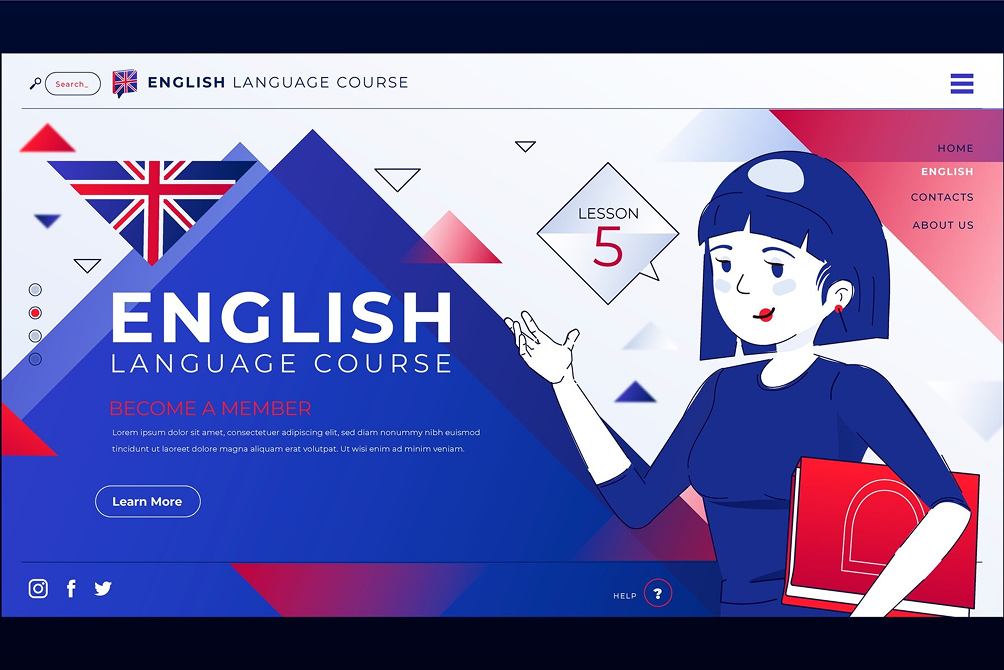 Search_
ENGLISH LANGUAGE COURSE
HOME
ENGLISH
CONTACTS
ABOUT US
LESSON
5
ENGLISH
LANGUAGE COURSE
BECOME A MEMBER
Lorem ipsum dolor sit amet, consectetuer adipiscing elit, sed diam nonummy nibh euismod
tincidunt ut laoreet dolore magna aliquam erat volutpat. Ut wisi enim ad minim veniam.
Learn More
HELP ?